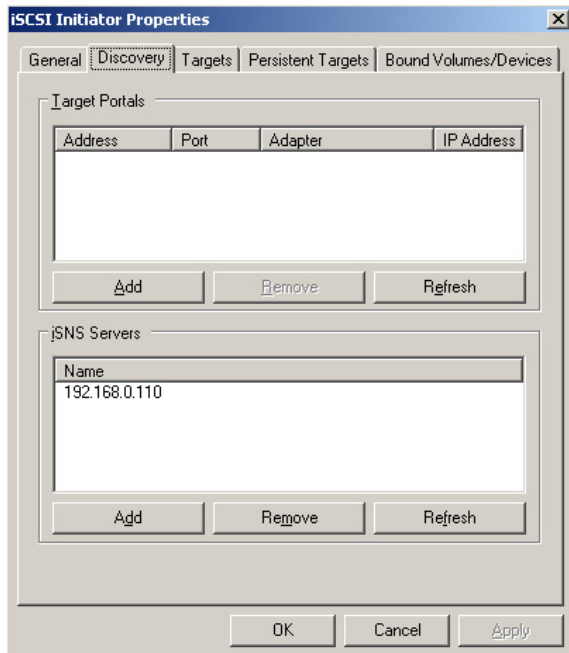 iSCSI Initiator Properties
General Discovery Targets Persistent Targets Bound Volumes/Devices
Target Portals
Address Port Adapter IP Address
Add Remove Refresh
iSNS Servers
Name
192.168.0.110
Add Remove Refresh
OK Cancel Apply